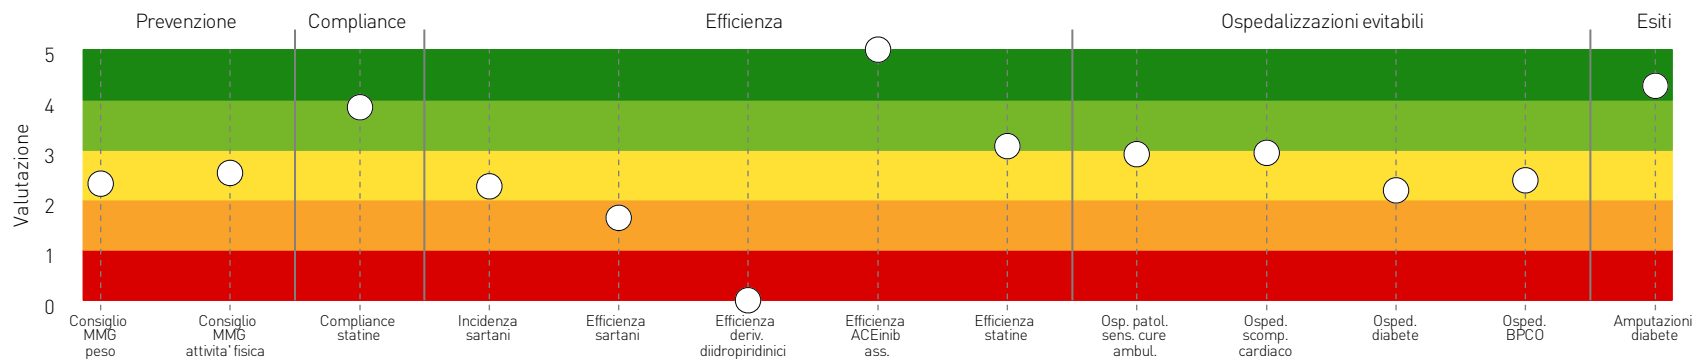 Prevenzione
Compliance
Efficienza
Ospedalizzazioni evitabili
Esiti
Valutazione
5
4
3
2
1
0
Consiglio
MMG
peso
Consiglio
MMG
attivita' fisica
Compliance
statine
Incidenza
sartani
Efficienza
sartani
Efficienza
deriv.
diidropiridinici
Efficienza
ACEinib
ass.
Efficienza
statine
Osp. patol.
sens. cure
ambul.
Osped.
scomp.
cardiaco
Osped.
diabete
Osped.
BPCO
Amputazioni
diabete